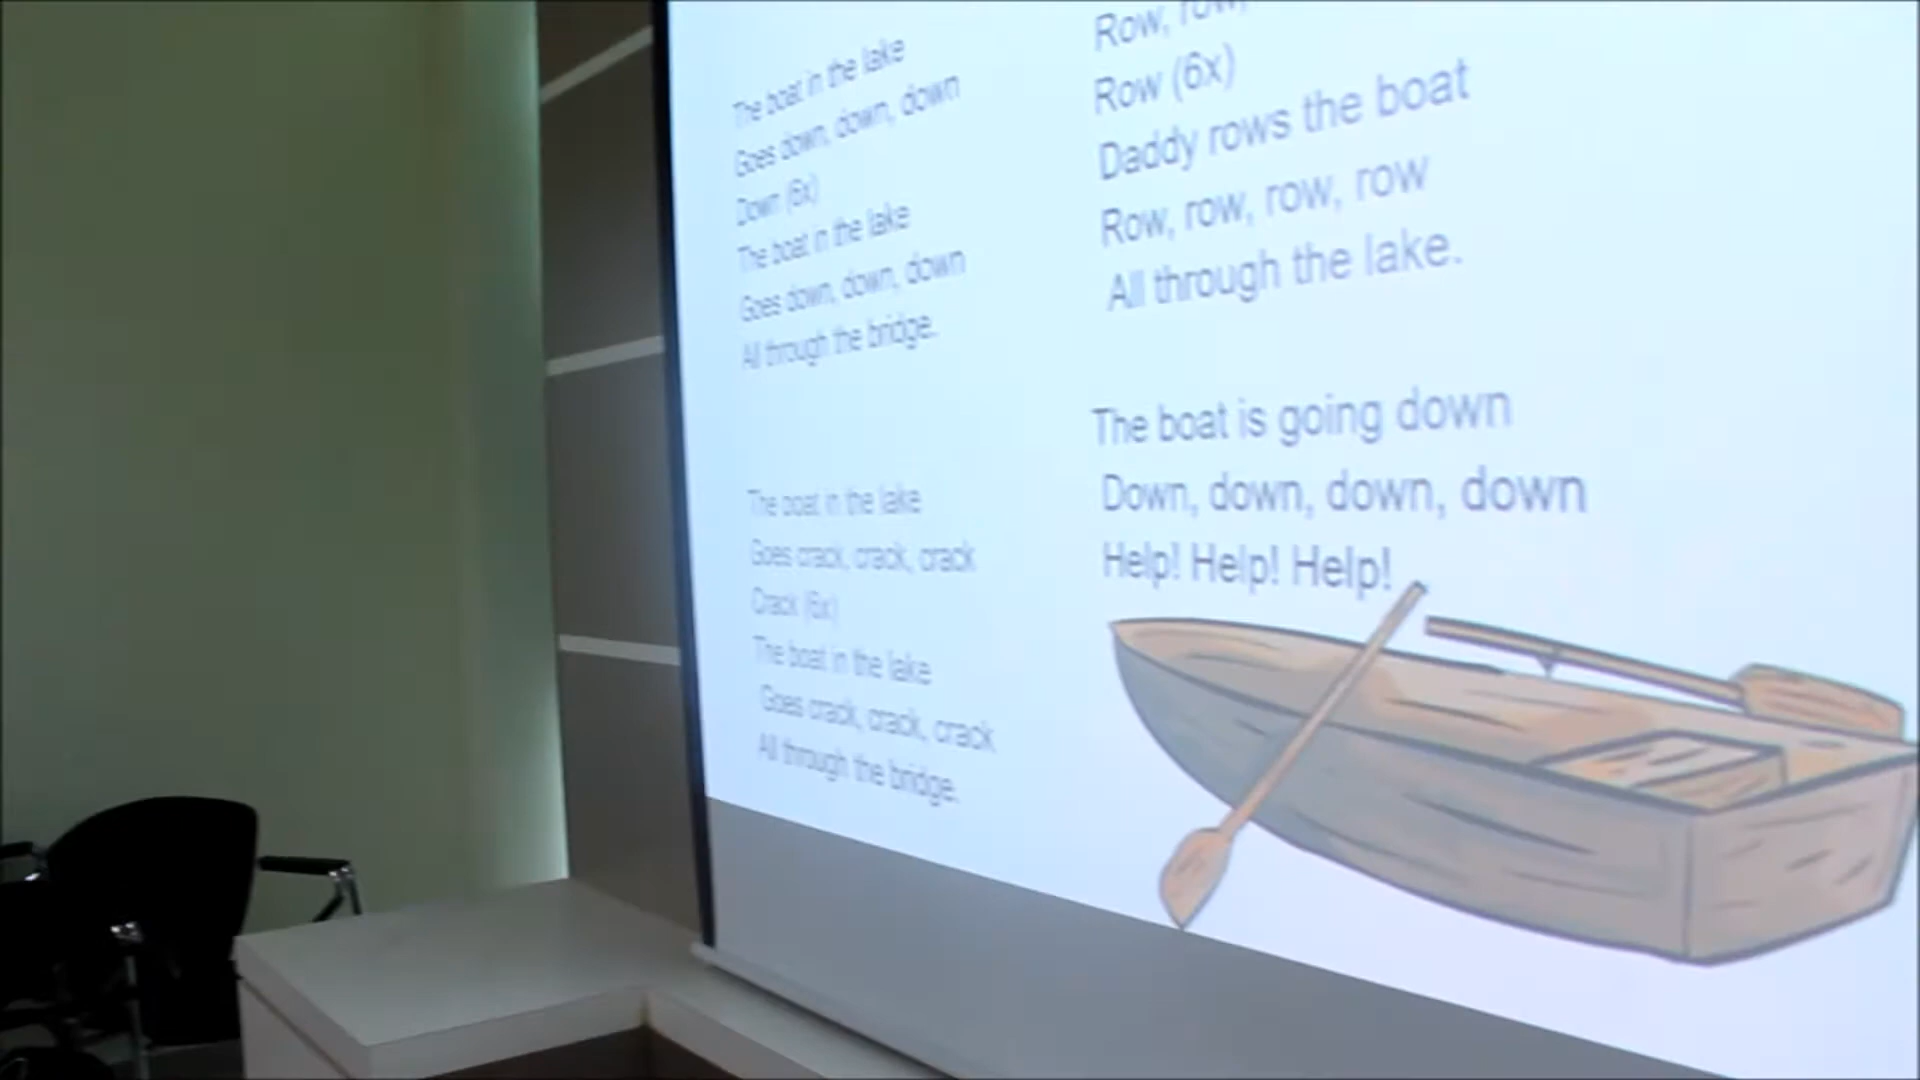 The boat in the lake
Goes down, down, down
Down (6x)
The boat in the lake
Goes down, down, down
All through the bridge.
The boat in the lake
Goes crack, crack, crack
Crack (6x)
The boat in the lake
Goes crack, crack, crack
All through the bridge.
Row, row,
Row (6x)
Daddy rows the boat
Row, row, row, row
All through the lake.
The boat is going down
Down, down, down, down
Help! Help! Help!